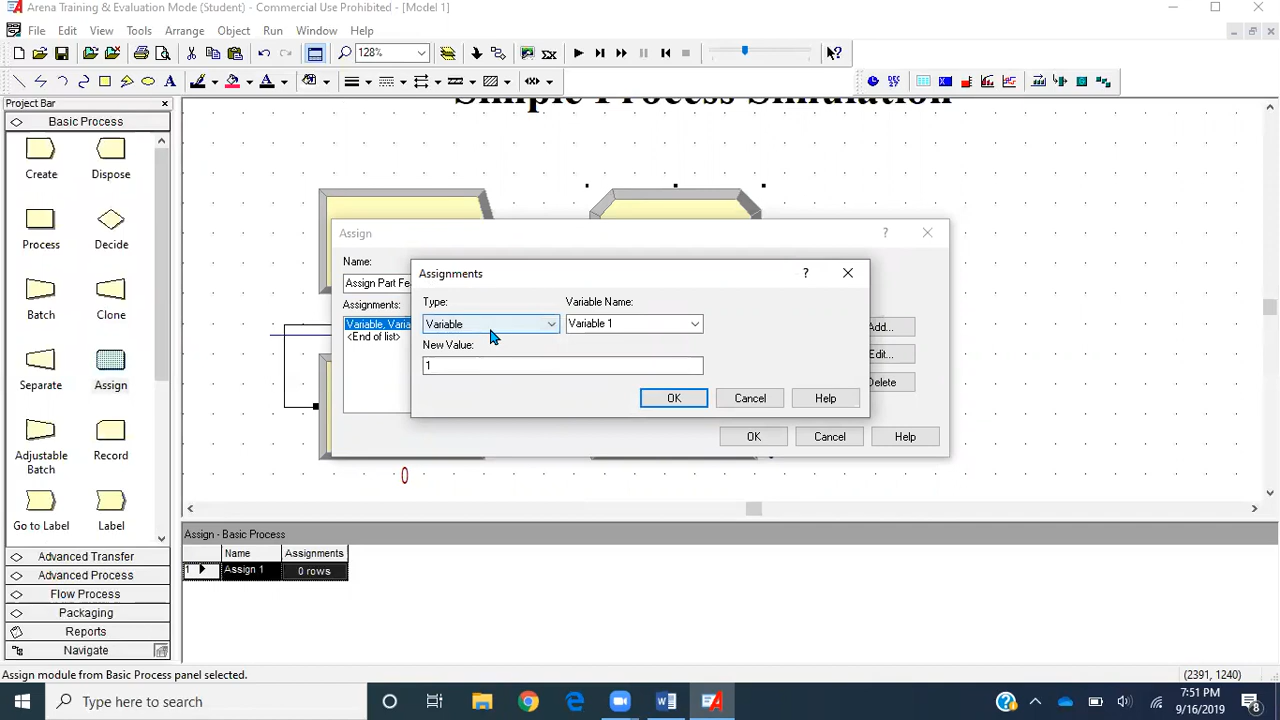 Arena Training & Evaluation Mode (Student) - Commercial Use Prohibited - [Model 1]
File Edit View Tools Arrange Object Run Window Help
128%
Project Bar
Basic Process
Create Dispose
Process Decide
Batch Clone
Separate Assign
Adjustable Batch Record
Go to Label Label
Advanced Transfer
Advanced Process
Flow Process
Packaging
Reports
Navigate
Simple Process Simulation
Assign
Name:
Assign Part Fe
Assignments:
Variable, Varia
<End of list>
Add...
Edit...
Delete
OK Cancel Help
Assignments
Type: Variable Name:
Variable Variable 1
New Value:
1
OK Cancel Help
0
Assign - Basic Process
Name Assignments
1 Assign 1 0 rows
Assign module from Basic Process panel selected.
(2391, 1240)
Type here to search
7:51 PM
9/16/2019
8